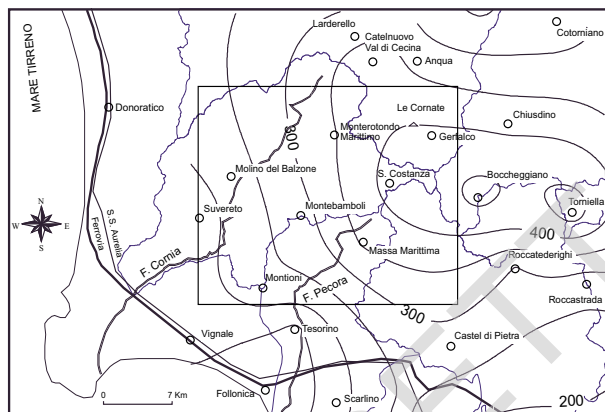 Larderello
Catelnuovo
Val di Cecina
Cotorniano
Anqua
MARE TIRRENO
Donoratico
Le Cornate
Chiusdino
300
Monterotondo
Marittimo
Gerfalco
Molino del Balzone
S. Costanza
Boccheggiano
N
W
E
S
Suvereto
Montebamboli
Torniella
400
S.S. Aurelia
Ferrovia
F. Cornia
Massa Marittima
Roccatederighi
Montioni
F. Pecora
Roccastrada
300
Vignale
Tesorino
Castel di Pietra
0
7 Km
Follonica
Scarlino
200